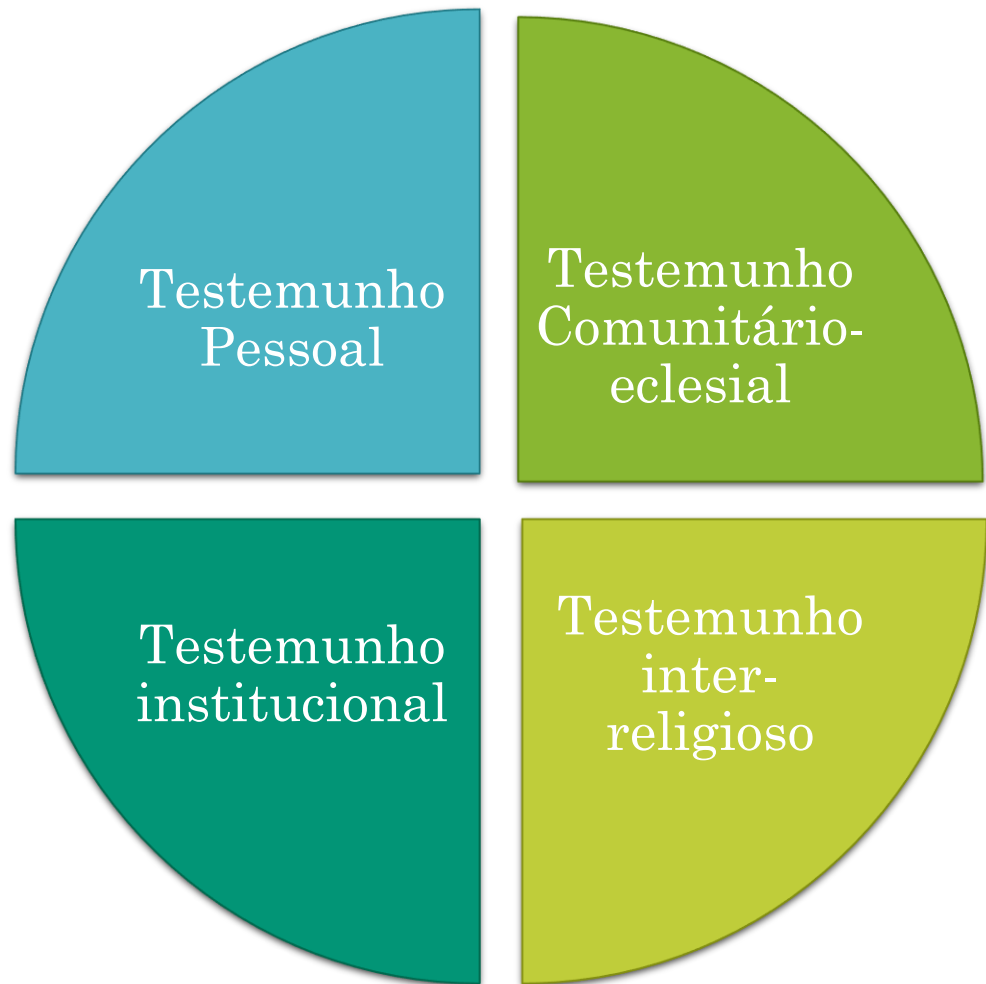 Testemunho
Pessoal
Testemunho
Comunitário-
eclesial
Testemunho
institucional
Testemunho
inter-
religioso